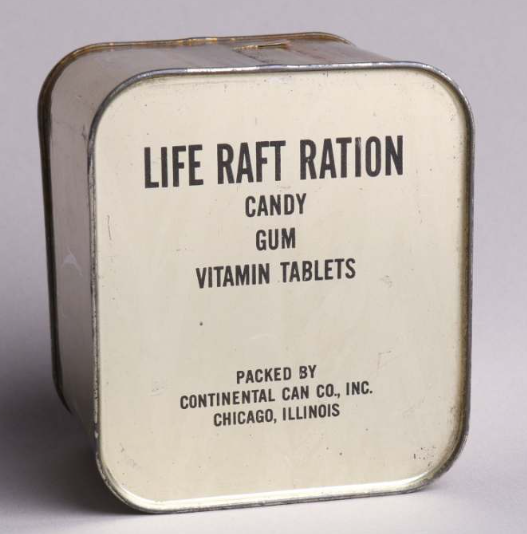 LIFE RAFT RATION
CANDY
GUM
VITAMIN TABLETS
PACKED BY
CONTINENTAL CAN CO., INC.
CHICAGO, ILLINOIS